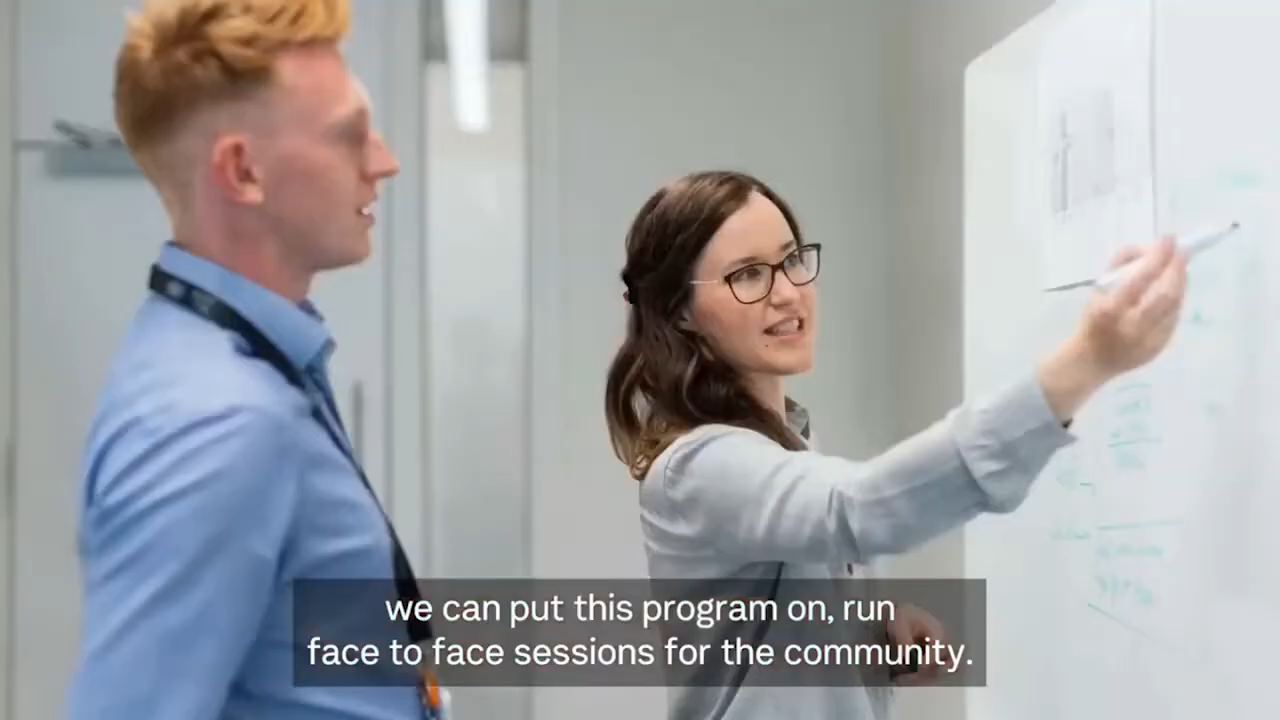 we can put this program on, run
face to face sessions for the community.